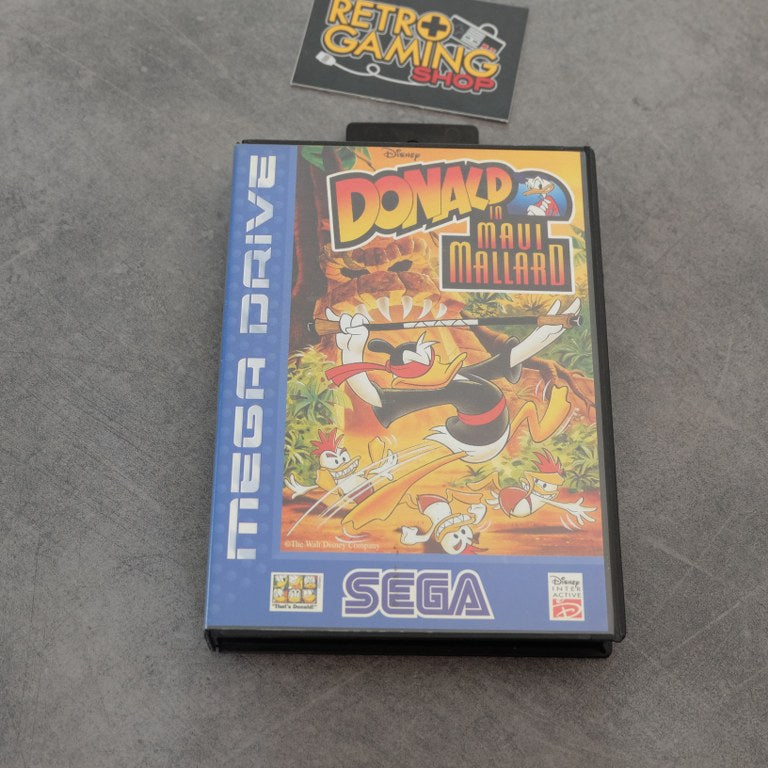 RETRO
GAMING
SHOP
Disney
DONALD
in
MAUI
MALLARD
MEGA DRIVE
©The Walt Disney Company
"That's Donald!"
SEGA
Disney
INTER
ACTIVE